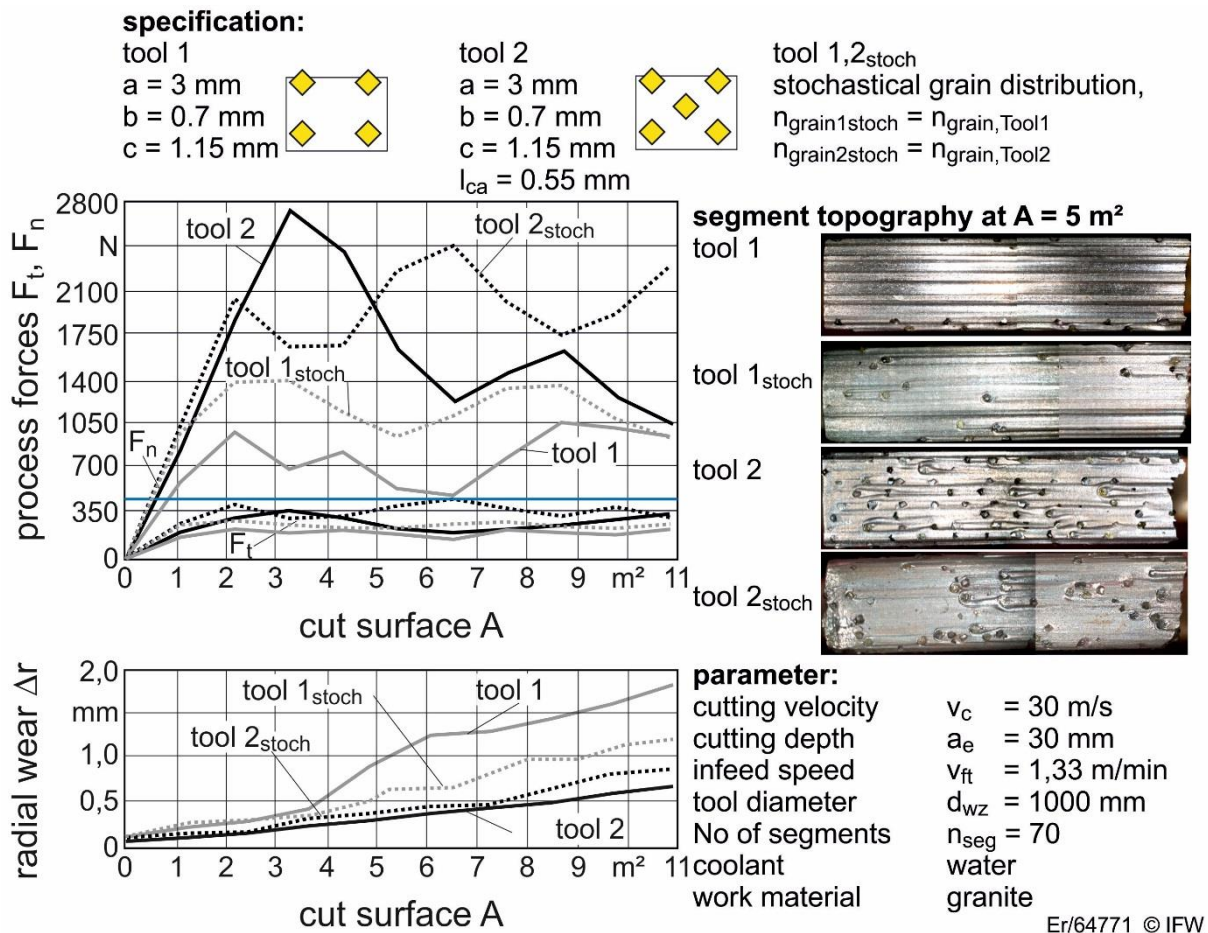 specification:
tool 1
a = 3 mm
b = 0.7 mm
c = 1.15 mm
tool 2
a = 3 mm
b = 0.7 mm
c = 1.15 mm
lca = 0.55 mm
tool 1,2stoch
stochastical grain distribution,
ngrain1stoch = ngrain,Tool1
ngrain2stoch = ngrain,Tool2
process forces Ft, Fn
2800
N
2100
1750
1400
1050
700
350
0
tool 2
tool 2stoch
tool 1stoch
tool 1
Fn
Ft
0 1 2 3 4 5 6 7 8 9 m² 11
cut surface A
segment topography at A = 5 m²
tool 1
tool 1stoch
tool 2
tool 2stoch
radial wear Δr
2,0
mm
1,0
0,5
0
tool 1stoch
tool 1
tool 2stoch
tool 2
0 1 2 3 4 5 6 7 8 9 m² 11
cut surface A
parameter:
cutting velocity vc = 30 m/s
cutting depth ae = 30 mm
infeed speed vft = 1,33 m/min
tool diameter dwz = 1000 mm
No of segments nseg = 70
coolant water
work material granite
Er/64771 © IFW